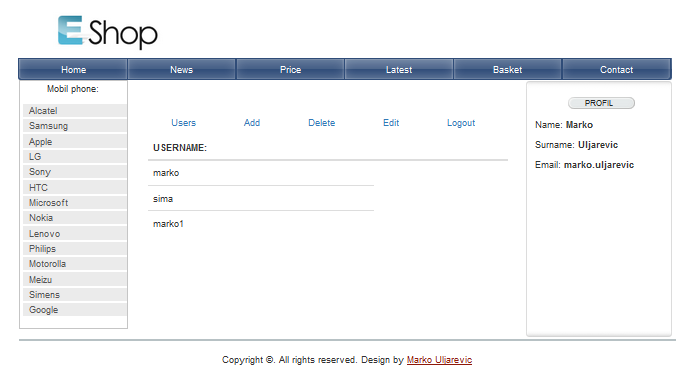 E Shop
Home News Price Latest Basket Contact
Mobil phone:
Alcatel
Samsung
Apple
LG
Sony
HTC
Microsoft
Nokia
Lenovo
Philips
Motorolla
Meizu
Simens
Google
Users Add Delete Edit Logout
USERNAME:
marko
sima
marko1
PROFIL
Name: Marko
Surname: Uljarevic
Email: marko.uljarevic
Copyright ©. All rights reserved. Design by Marko Uljarevic